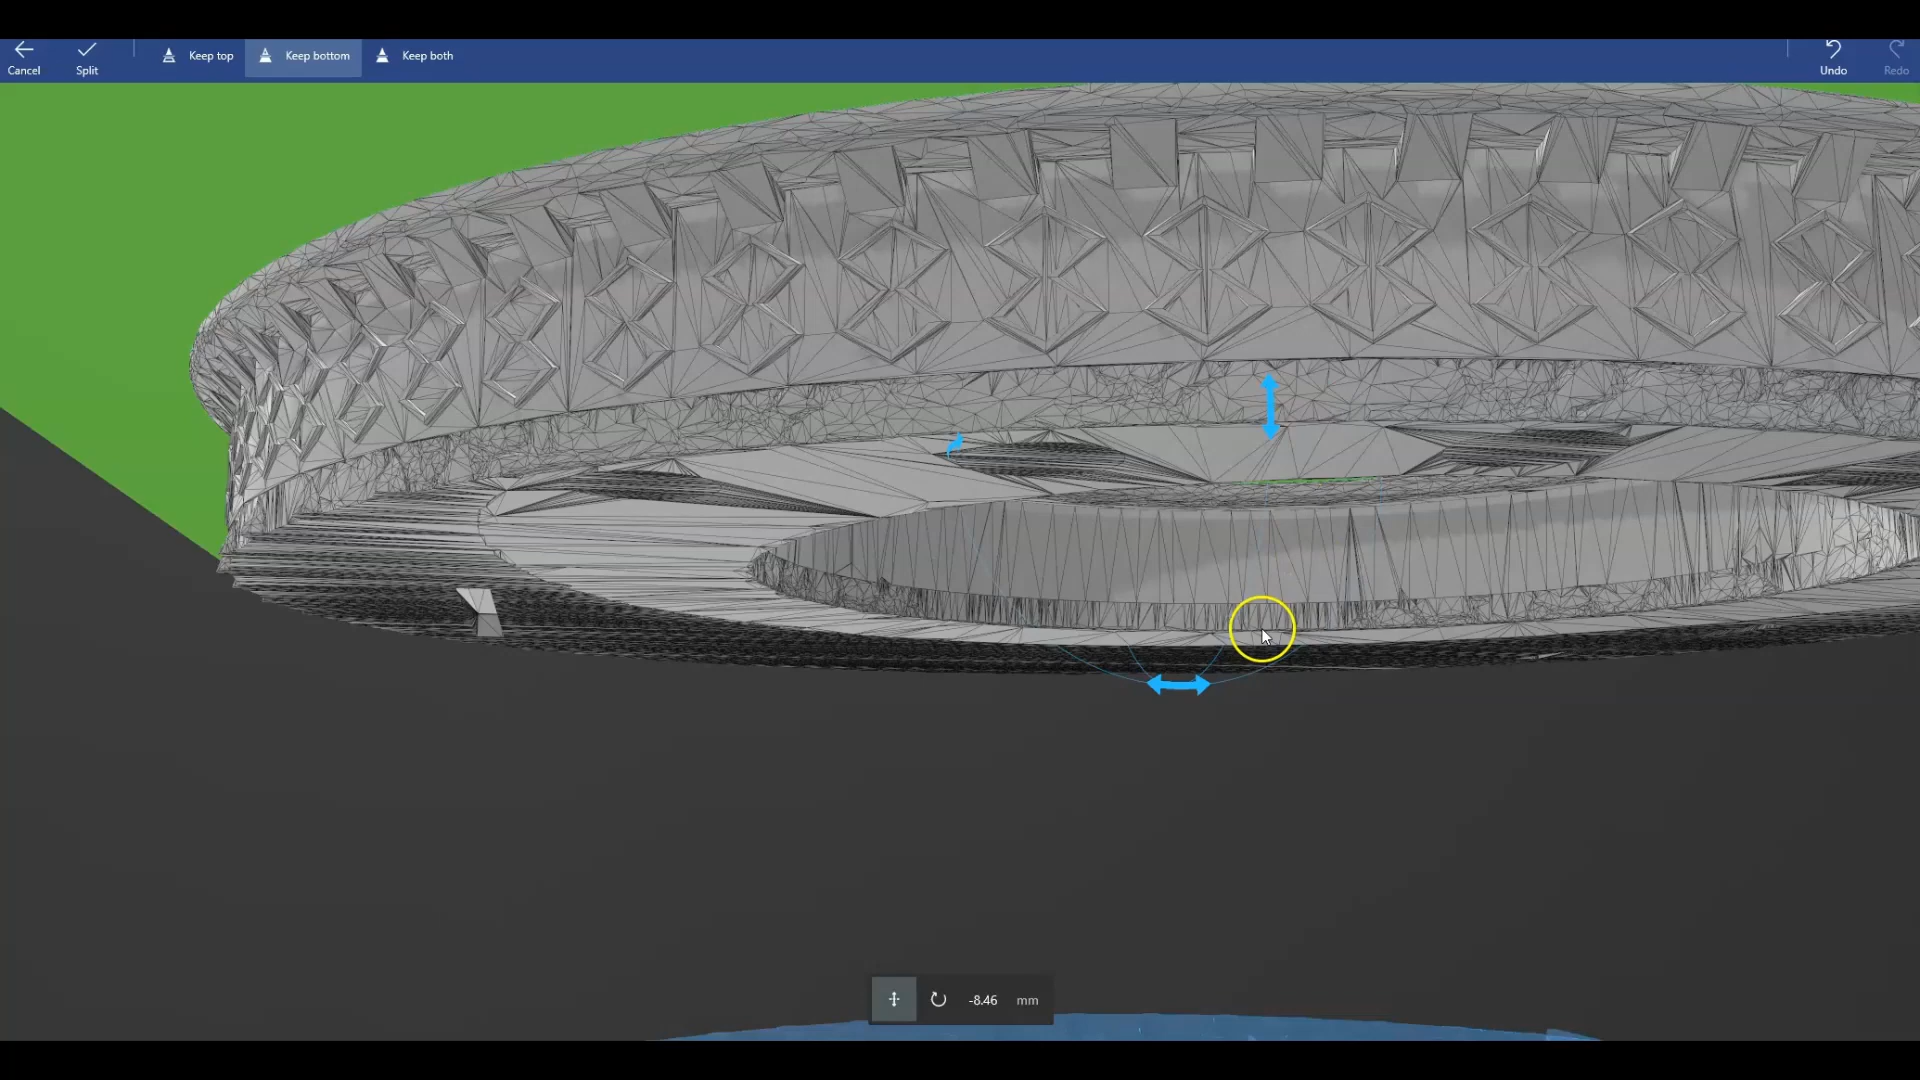 Cancel
Split
Keep top
Keep bottom
Keep both
Undo
Redo
-8.46 mm